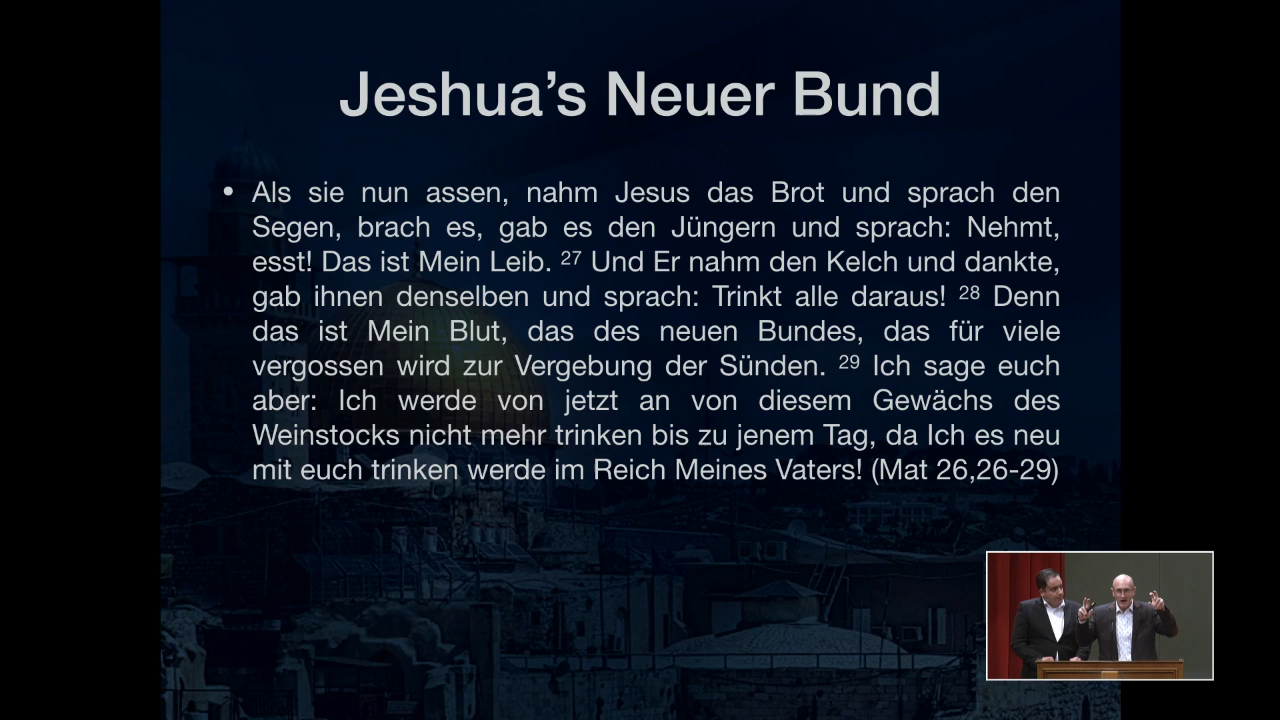 Jeshua’s Neuer Bund
• Als sie nun assen, nahm Jesus das Brot und sprach den
Segen, brach es, gab es den Jüngern und sprach: Nehmt,
esst! Das ist Mein Leib. ²⁷ Und Er nahm den Kelch und dankte,
gab ihnen denselben und sprach: Trinkt alle daraus! ²⁸ Denn
das ist Mein Blut, das des neuen Bundes, das für viele
vergossen wird zur Vergebung der Sünden. ²⁹ Ich sage euch
aber: Ich werde von jetzt an von diesem Gewächs des
Weinstocks nicht mehr trinken bis zu jenem Tag, da Ich es neu
mit euch trinken werde im Reich Meines Vaters! (Mat 26,26-29)